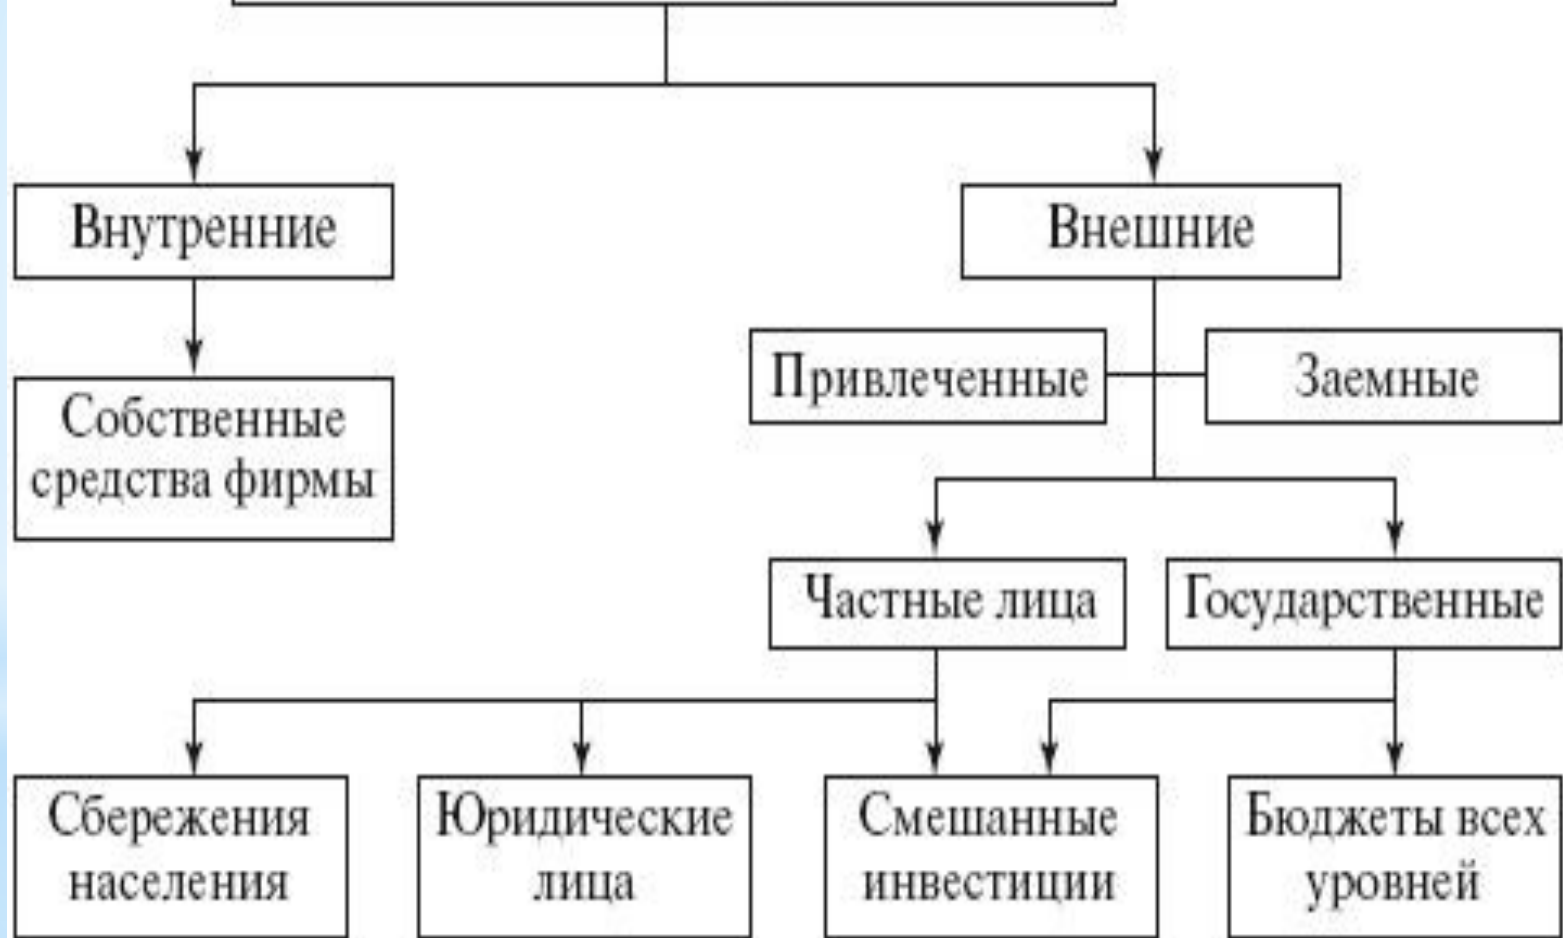 Внутренние
Внешние
Привлеченные
Заемные
Собственные
средства фирмы
Частные лица
Государственные
Сбережения
населения
Юридические
лица
Смешанные
инвестиции
Бюджеты всех
уровней